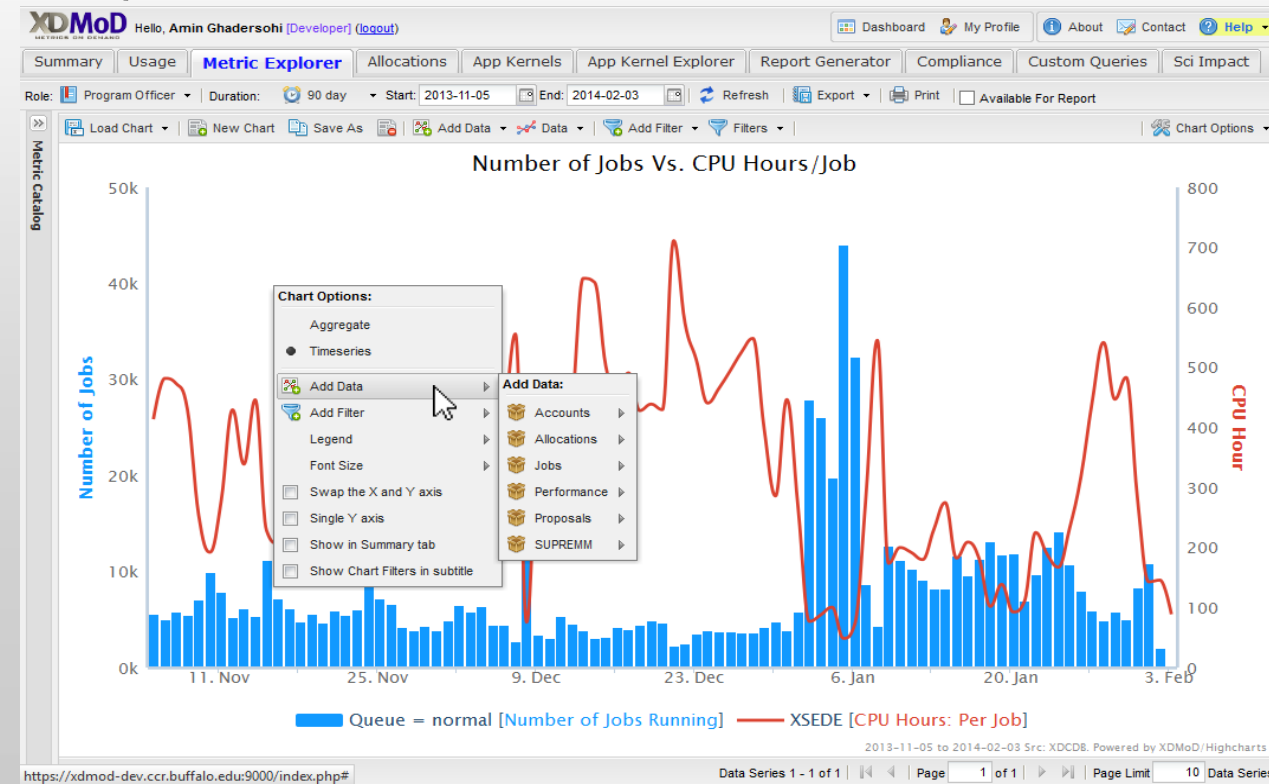 XDMoD Hello, Amin Ghadersohi [Developer] (logout) Dashboard My Profile About Contact Help
METRICS ON DEMAND
Summary Usage Metric Explorer Allocations App Kernels App Kernel Explorer Report Generator Compliance Custom Queries Sci Impact
Role: Program Officer Duration: 90 day Start: 2013-11-05 End: 2014-02-03 Refresh Export Print Available For Report
Load Chart New Chart Save As Add Data Data Add Filter Filters Chart Options
Metric Catalog
Number of Jobs Vs. CPU Hours/Job
50k
40k
30k
20k
10k
0k
Number of Jobs
Chart Options:
Aggregate
Timeseries
Add Data
Add Filter
Legend
Font Size
Swap the X and Y axis
Single Y axis
Show in Summary tab
Show Chart Filters in subtitle
Add Data:
Accounts
Allocations
Jobs
Performance
Proposals
SUPREMM
800
700
600
500
400
300
200
100
0
CPU Hour
11. Nov 25. Nov 9. Dec 23. Dec 6. Jan 20. Jan 3. Feb
Queue = normal [Number of Jobs Running] XSEDE [CPU Hours: Per Job]
2013-11-05 to 2014-02-03 Src: XDCDB. Powered by XDMoD/Highcharts
https://xdmod-dev.ccr.buffalo.edu:9000/index.php# Data Series 1 - 1 of 1 Page 1 of 1 Page Limit 10 Data Series